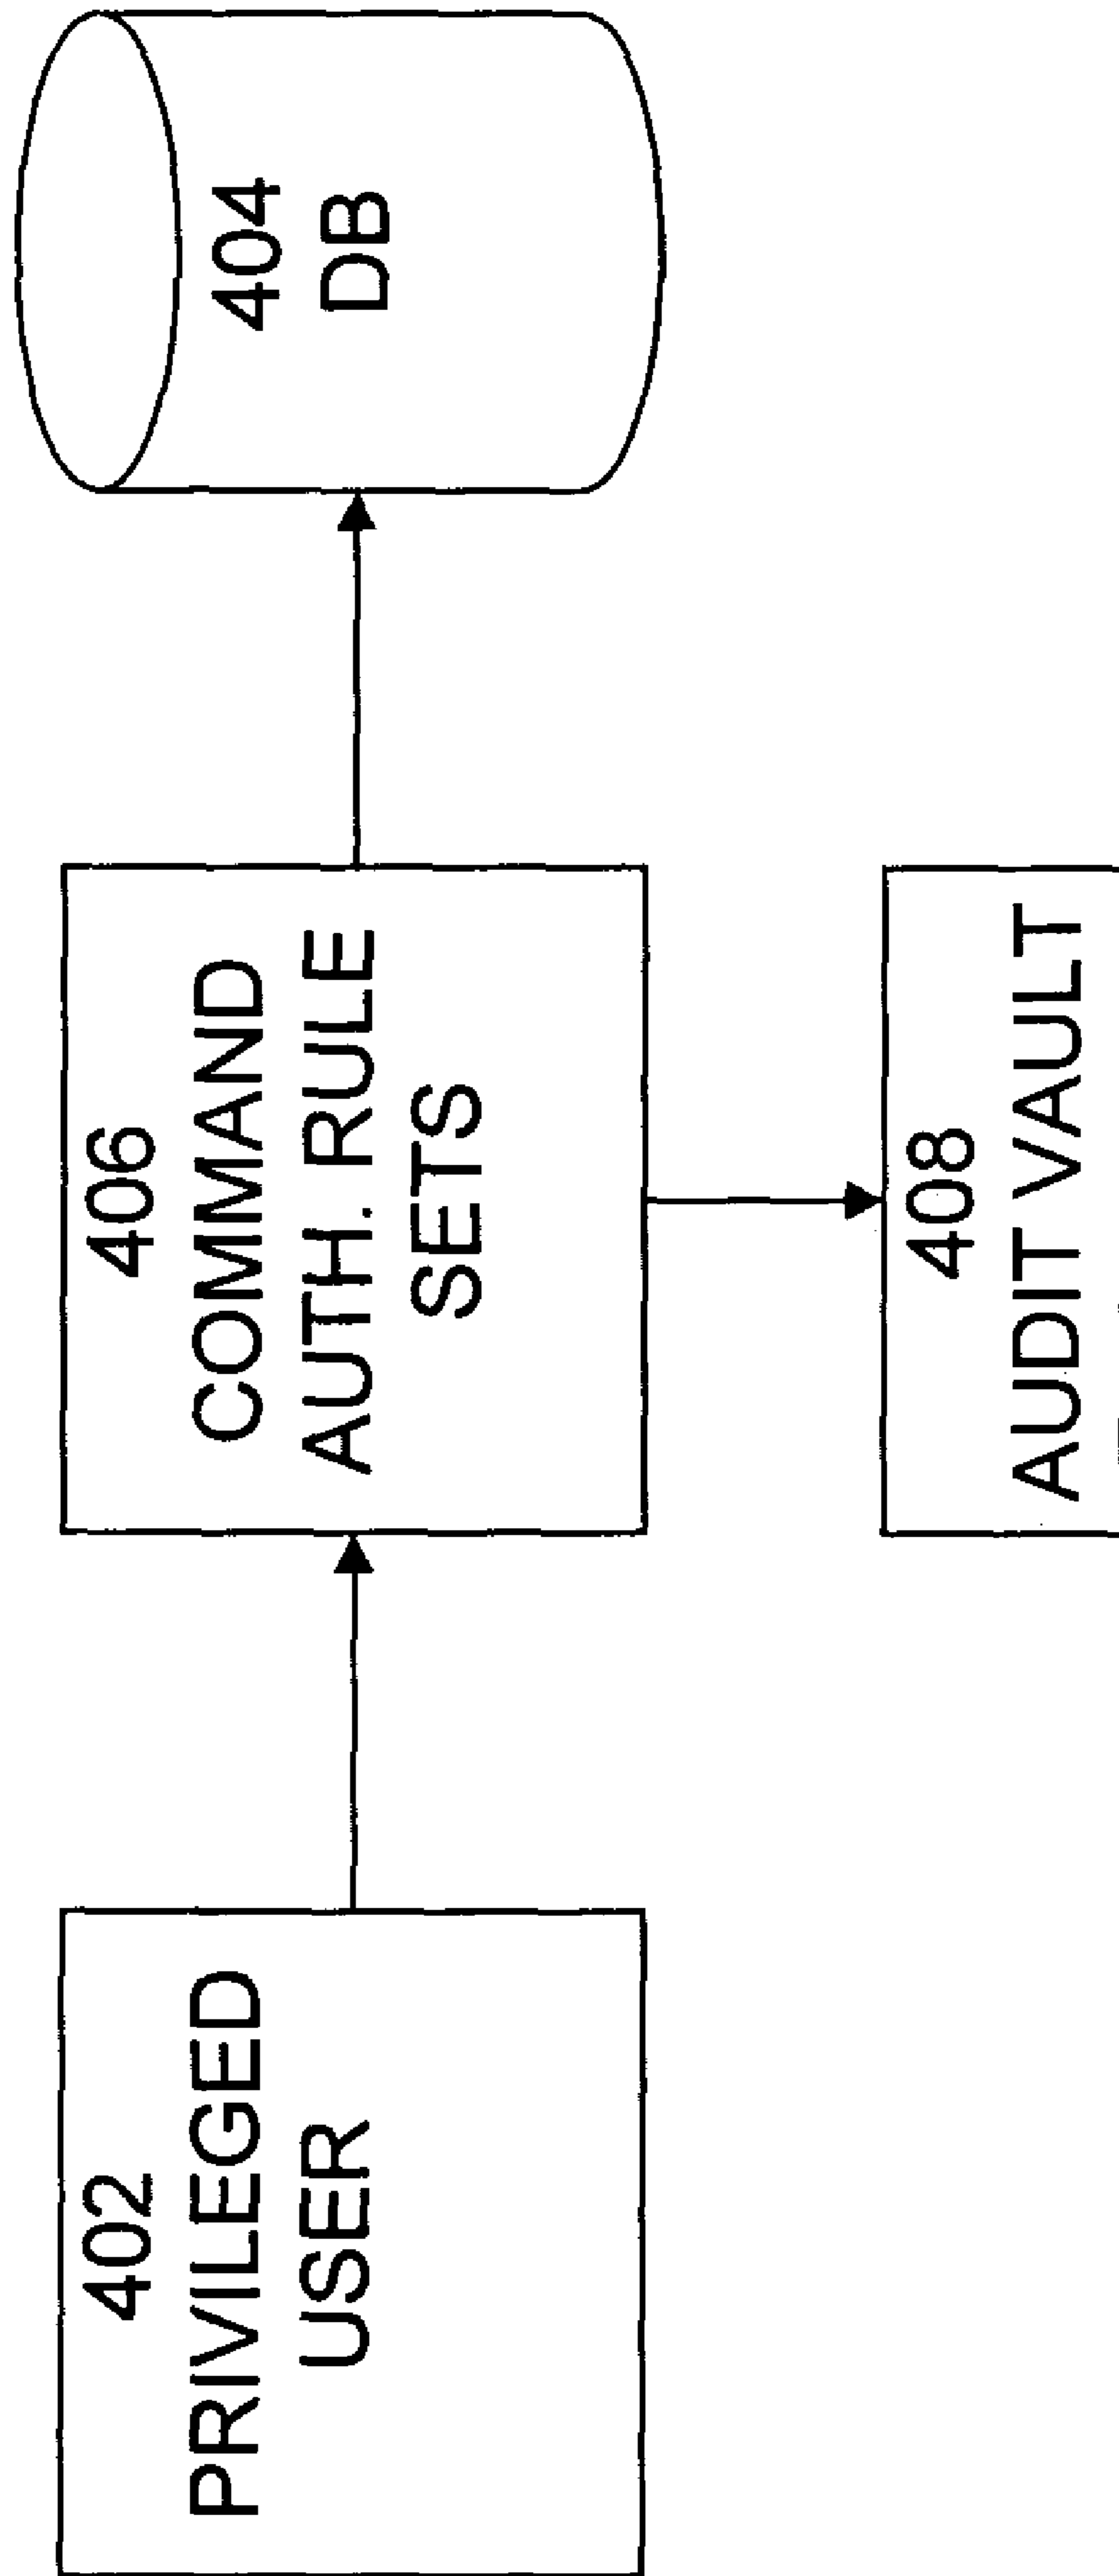 402
PRIVILEGED
USER
406
COMMAND
AUTH. RULE
SETS
404
DB
408
AUDIT VAULT